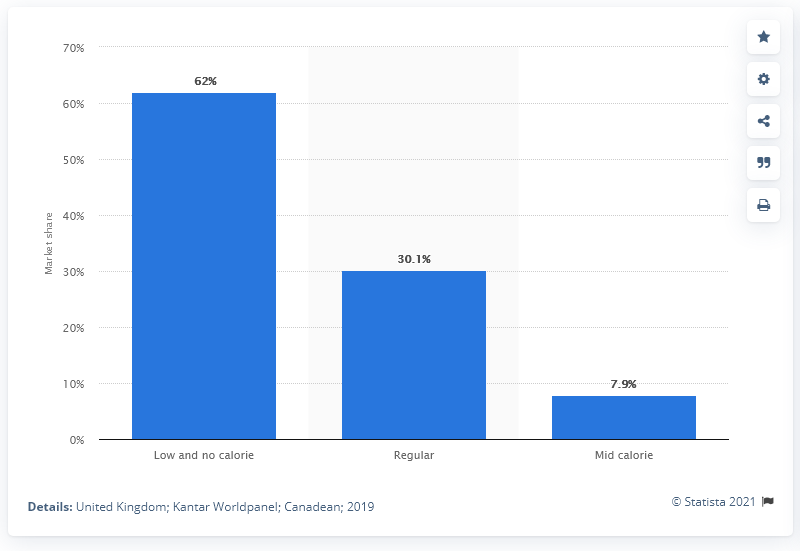 70%
62%
60%
50%
40%
Market share
30.1%
30%
20%
7.9%
10%
0%
Low and no calorie Regular Mid calorie
© Statista 2021
Details: United Kingdom; Kantar Worldpanel; Canadean; 2019